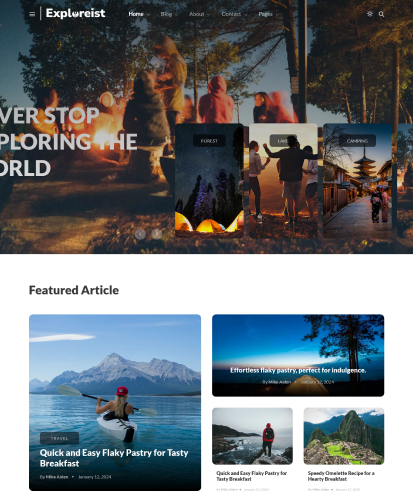 Exploreist
Home
Blog
About
Contact
Pages
VER STOP
PLORING THE
ORLD
FOREST
LAKE
CAMPING
Featured Article
TRAVEL
Quick and Easy Flaky Pastry for Tasty
Breakfast
By Mike Aiden • January 12, 2024
Effortless flaky pastry, perfect for indulgence.
By Mike Aiden • January 12, 2024
Quick and Easy Flaky Pastry for
Tasty Breakfast
By Mike Aiden • January 12, 2024
Speedy Omelette Recipe for a
Hearty Breakfast
By Mike Aiden • January 12, 2024